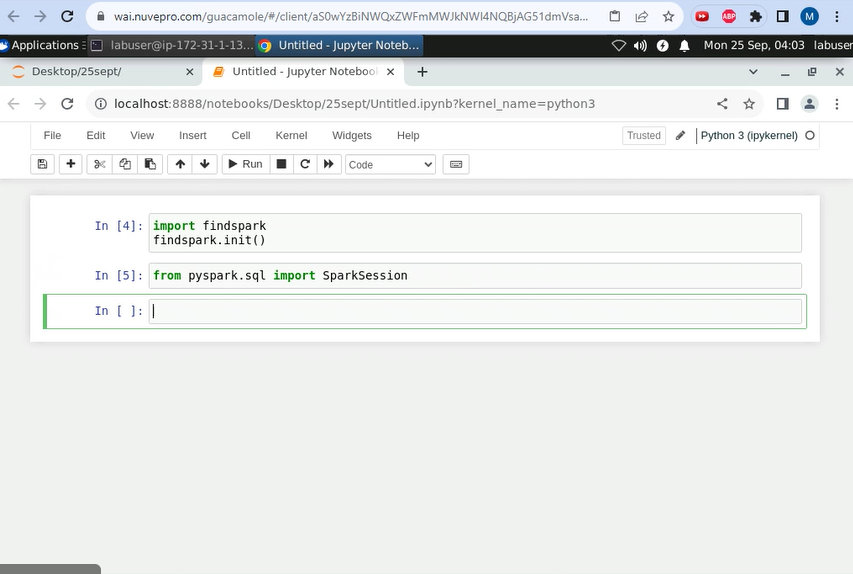 wai.nuvepro.com/guacamole/#/client/aS0wYzBiNWQxZWFmMWJkNWI4NQBjAG51dmVsa...
ABP
M
Applications
labuser@ip-172-31-1-13...
Untitled - Jupyter Noteb...
Mon 25 Sep, 04:03
labuser
Desktop/25sept/
Untitled - Jupyter Notebook
localhost:8888/notebooks/Desktop/25sept/Untitled.ipynb?kernel_name=python3
File Edit View Insert Cell Kernel Widgets Help
Trusted
Python 3 (ipykernel)
Run
Code
In [4]: import findspark
findspark.init()
In [5]: from pyspark.sql import SparkSession
In [ ]: